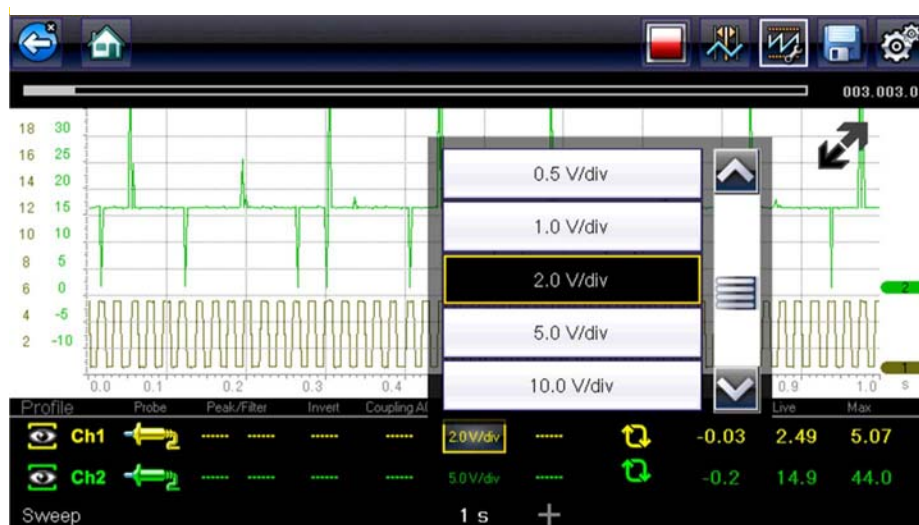 003.003.0
18 30
16 25
14 20
12 15
10 10
8 5
6 0
4 -5
2 -10
0.5 V/div
1.0 V/div
2.0 V/div
5.0 V/div
10.0 V/div
2
1
0.0 0.1 0.2 0.3 0.4 0.9 1.0 s
Profile Probe Peak/Filter Invert Coupling Live Max
Ch1 ------ ------ ------ ------ 2.0V/div ------ -0.03 2.49 5.07
Ch2 ------ ------ ------ ------ 5.0 V/div ------ -0.2 14.9 44.0
Sweep 1 s +